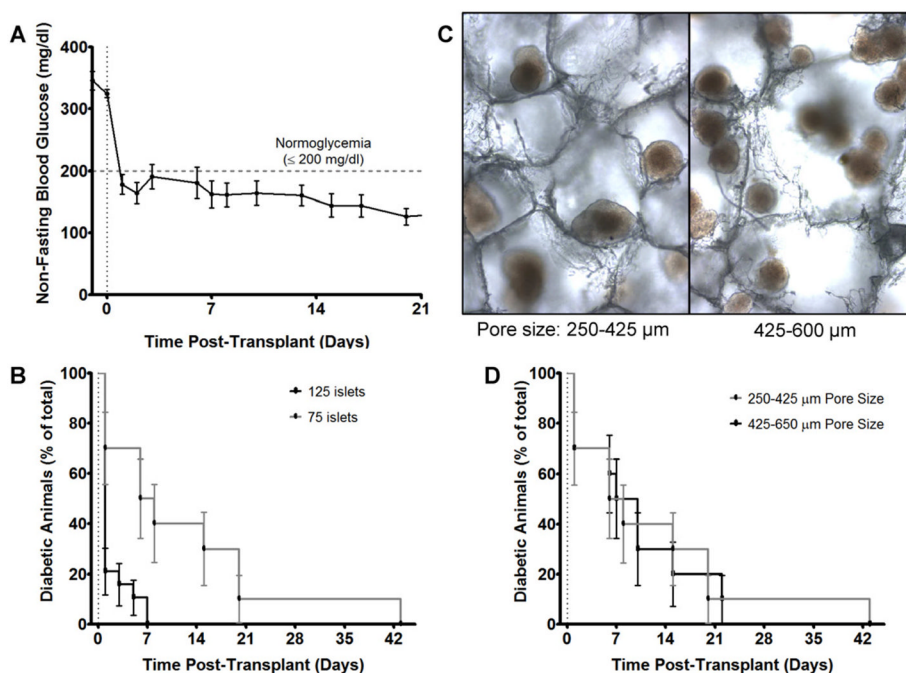 A
Non-Fasting Blood Glucose (mg/dl)
400
300
200
100
0
Normoglycemia
(≤ 200 mg/dl)
0 7 14 21
Time Post-Transplant (Days)
C
Pore size: 250-425 µm 425-600 µm
B
Diabetic Animals (% of total)
100
80
60
40
20
0
125 islets
75 islets
0 7 14 21 28 35 42
Time Post-Transplant (Days)
D
Diabetic Animals (% of total)
100
80
60
40
20
0
250-425 µm Pore Size
425-650 µm Pore Size
0 7 14 21 28 35 42
Time Post-Transplant (Days)